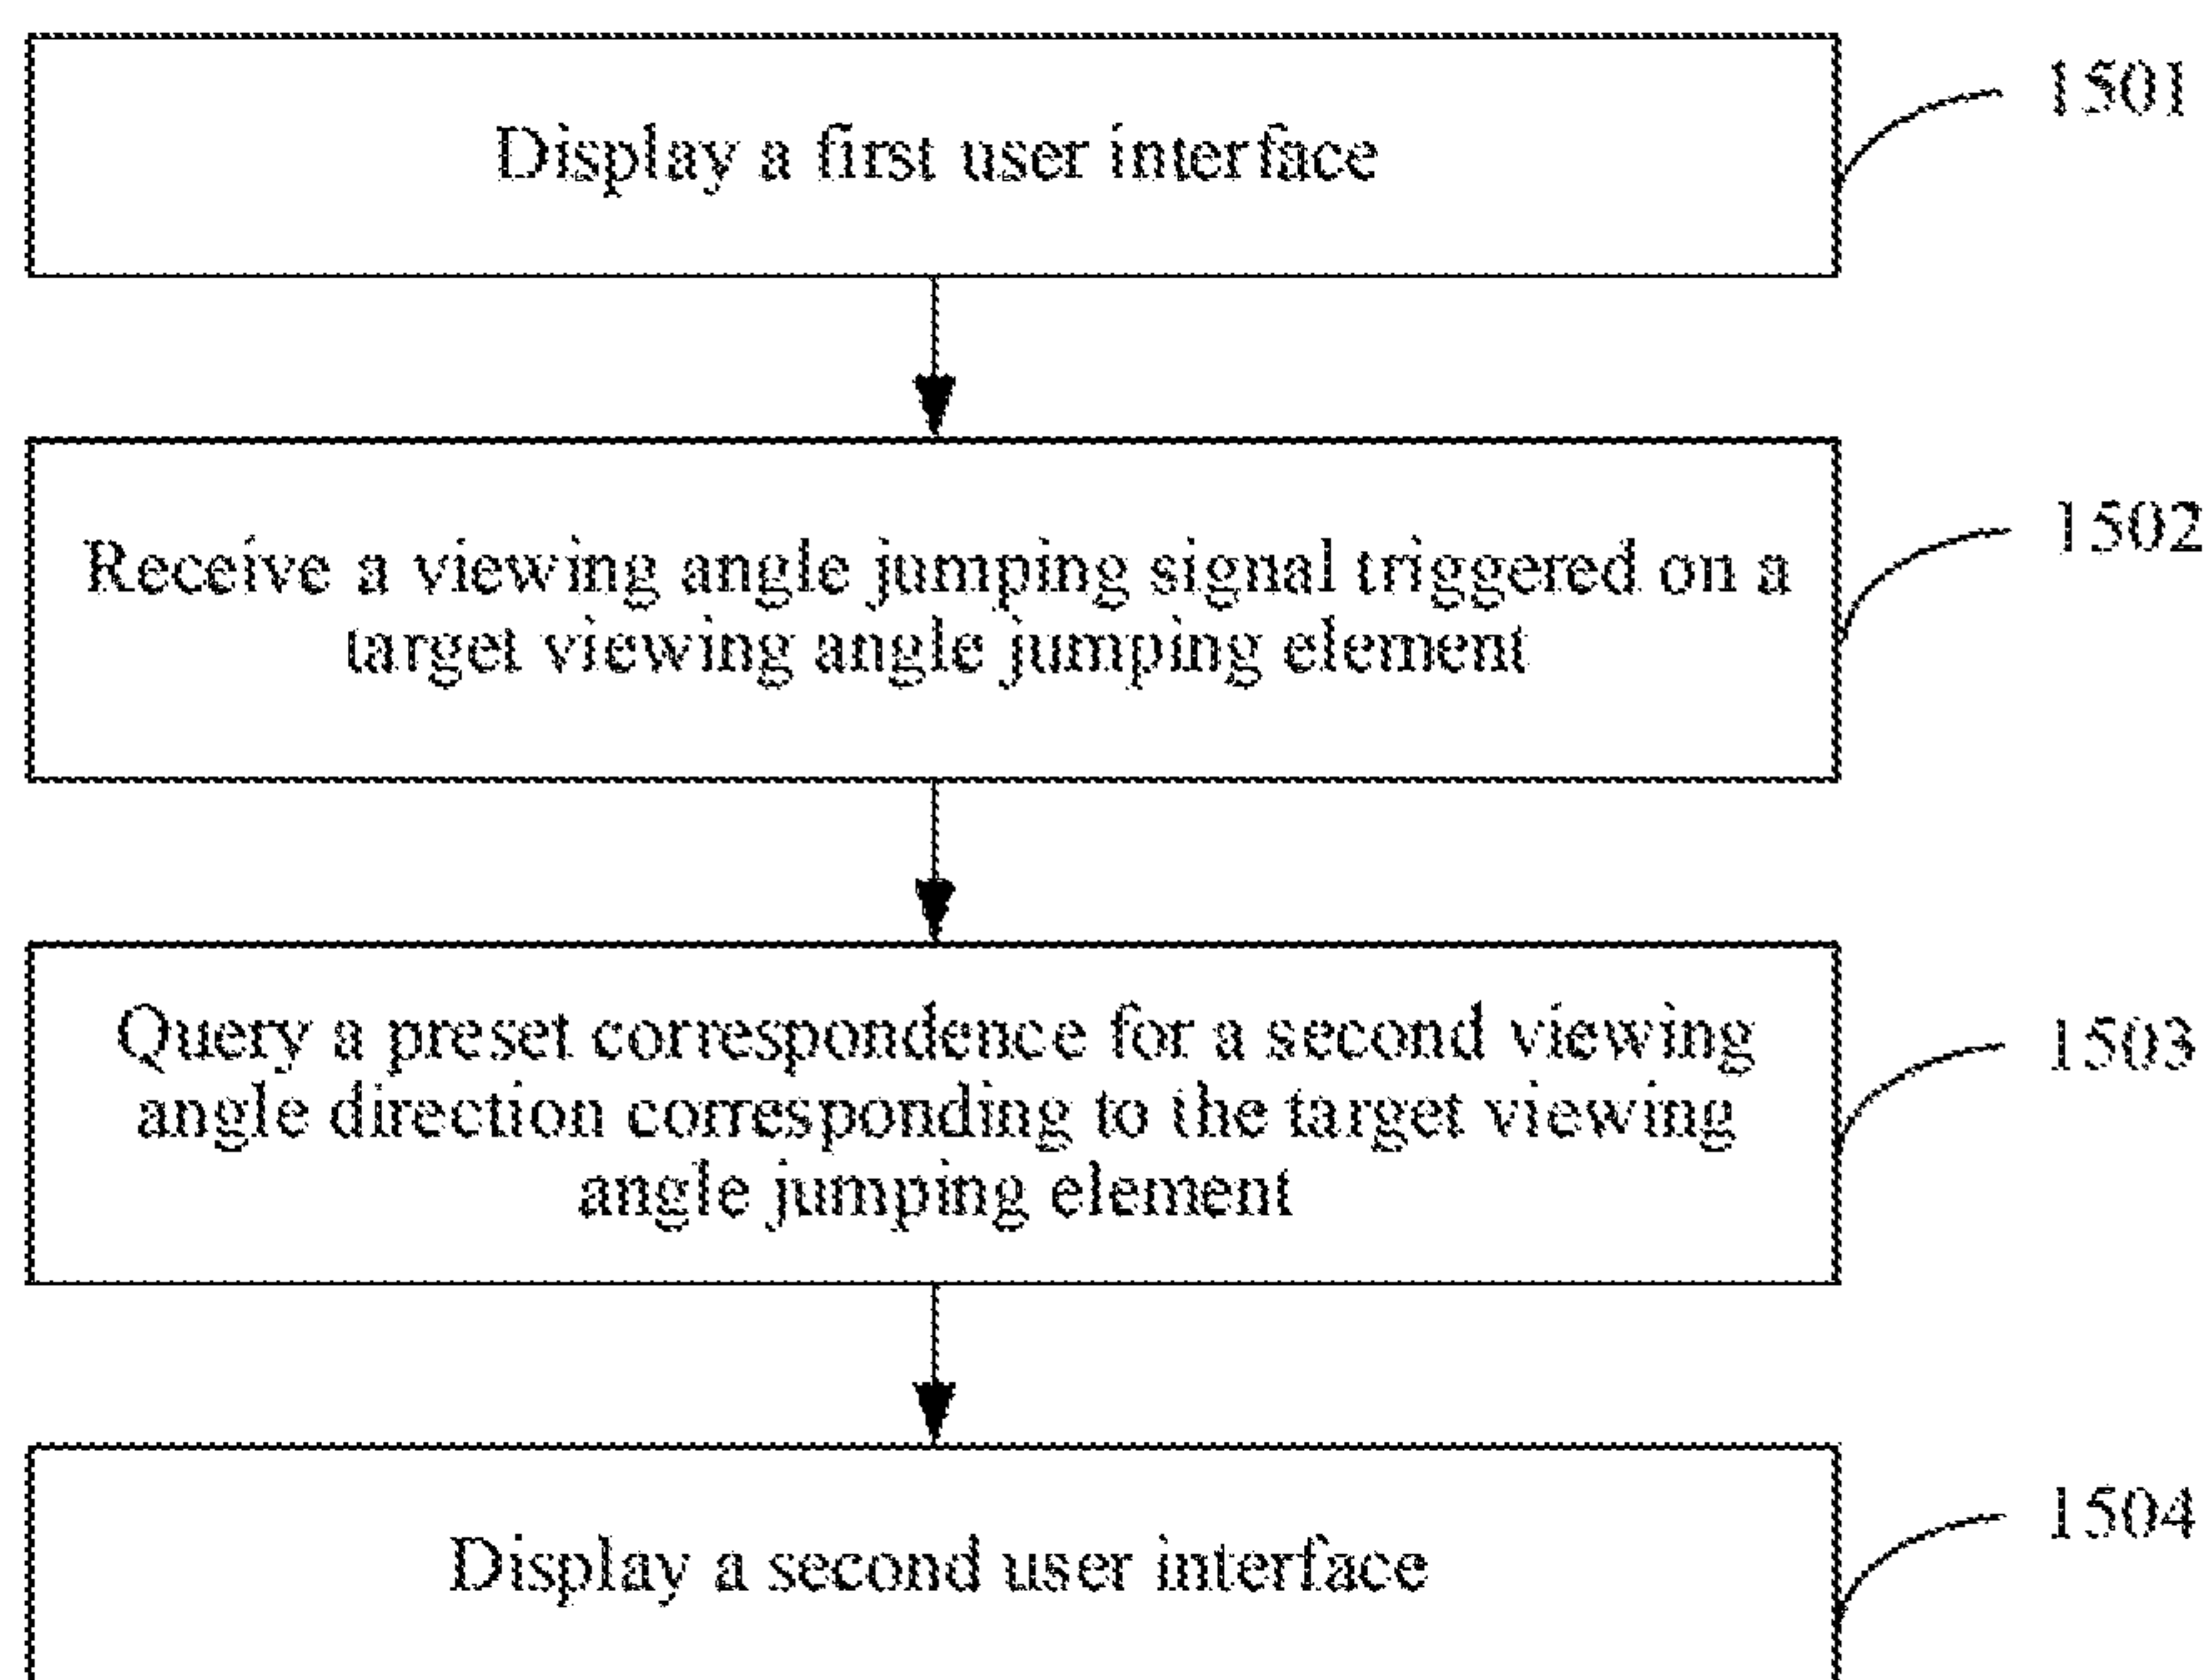 Display a first user interface
1501
Receive a viewing angle jumping signal triggered on a
target viewing angle jumping element
1502
Query a preset correspondence for a second viewing
angle direction corresponding to the target viewing
angle jumping element
1503
Display a second user interface
1504